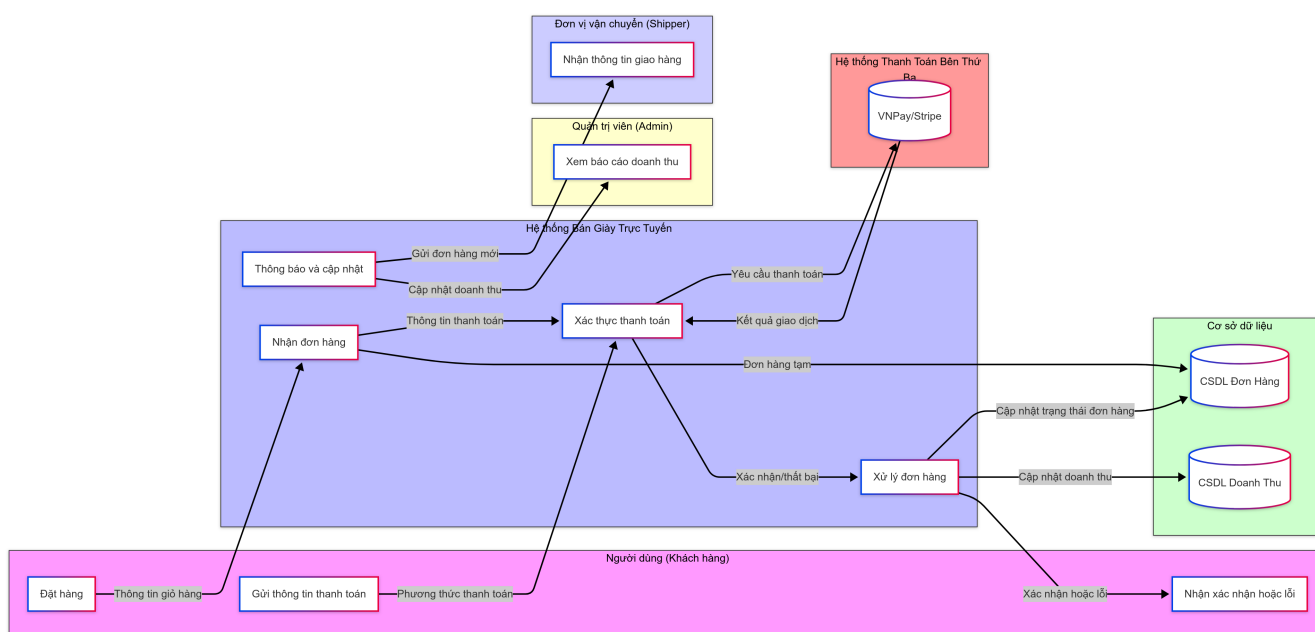 Đơn vị vận chuyển (Shipper)
Nhận thông tin giao hàng
Hệ thống Thanh Toán Bên Thứ
Ba
VNPay/Stripe
Quản trị viên (Admin)
Xem báo cáo doanh thu
Hệ thống Bán Giày Trực Tuyến
Thông báo và cập nhật
Gửi đơn hàng mới
Cập nhật doanh thu
Yêu cầu thanh toán
Nhận đơn hàng
Thông tin thanh toán
Xác thực thanh toán
Kết quả giao dịch
Cơ sở dữ liệu
Đơn hàng tạm
CSDL Đơn Hàng
Cập nhật trạng thái đơn hàng
Xác nhận/thất bại
Xử lý đơn hàng
Cập nhật doanh thu
CSDL Doanh Thu
Người dùng (Khách hàng)
Đặt hàng
Thông tin giỏ hàng
Gửi thông tin thanh toán
Phương thức thanh toán
Xác nhận hoặc lỗi
Nhận xác nhận hoặc lỗi